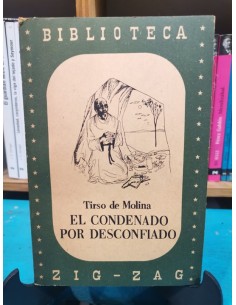 BIBLIOTECA
Tirso de Molina
EL CONDENADO
POR DESCONFIADO
ZIG-ZAG